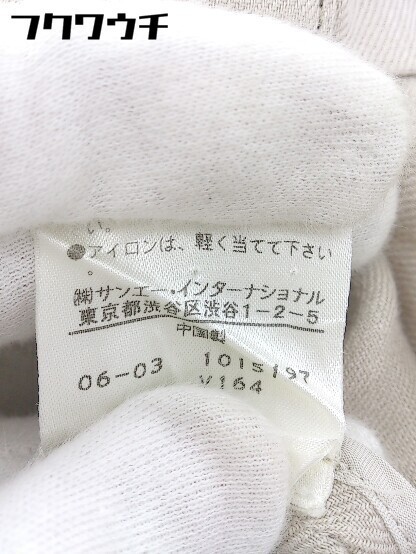 フクワウチ
い。
●アイロンは、軽く当てて下さい
。
㈱サンエー・インターナショナル
東京都渋谷区渋谷1-2-5
中国製
06-03 1015197
V164